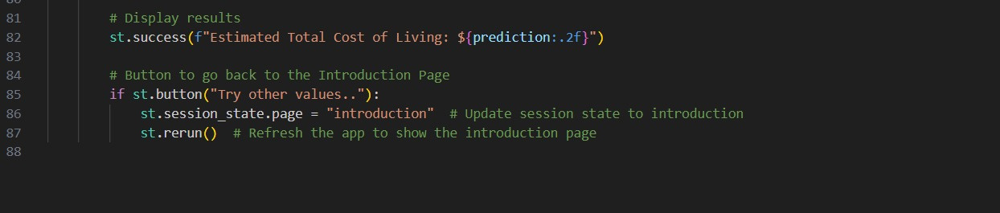 81 # Display results
82 st.success(f"Estimated Total Cost of Living: ${prediction:.2f}")
83
84 # Button to go back to the Introduction Page
85 if st.button("Try other values.."):
86 st.session_state.page = "introduction"  # Update session state to introduction
87 st.rerun()  # Refresh the app to show the introduction page
88